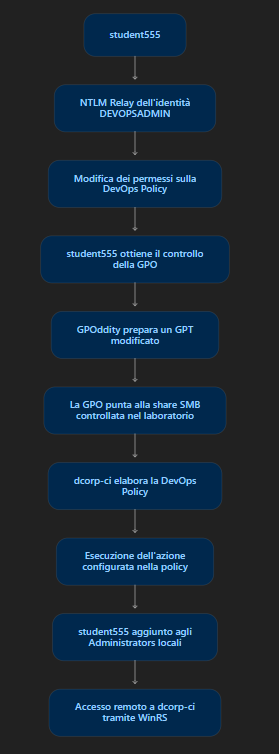 student555
NTLM Relay dell'identità
DEVOPSADMIN
Modifica dei permessi sulla
DevOps Policy
student555 ottiene il controllo
della GPO
GPOddity prepara un GPT
modificato
La GPO punta alla share SMB
controllata nel laboratorio
dcorp-ci elabora la DevOps
Policy
Esecuzione dell'azione
configurata nella policy
student555 aggiunto agli
Administrators locali
Accesso remoto a dcorp-ci
tramite WinRS